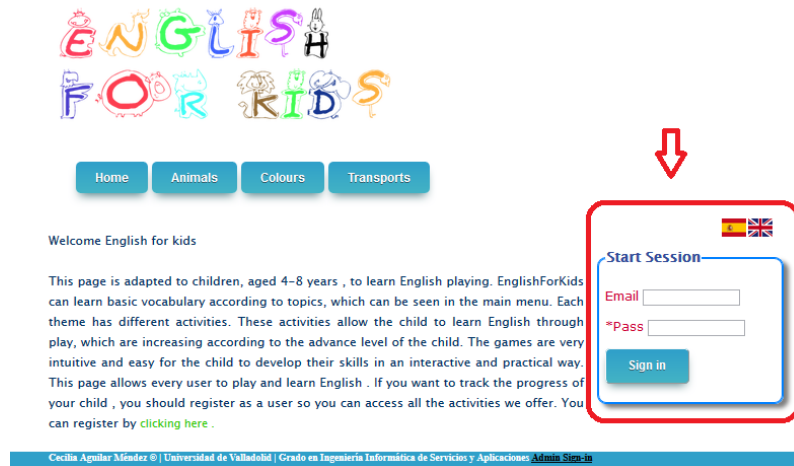 ENGLISH
FOR KIDS
Home Animals Colours Transports
Welcome English for kids
This page is adapted to children, aged 4-8 years , to learn English playing. EnglishForKids
can learn basic vocabulary according to topics, which can be seen in the main menu. Each
theme has different activities. These activities allow the child to learn English through
play, which are increasing according to the advance level of the child. The games are very
intuitive and easy for the child to develop their skills in an interactive and practical way.
This page allows every user to play and learn English . If you want to track the progress of
your child , you should register as a user so you can access all the activities we offer. You
can register by clicking here .
Start Session
Email
*Pass
Sign in
Cecilia Aguilar Méndez © | Universidad de Valladolid | Grado en Ingeniería Informática de Servicios y Aplicaciones Admin Sign-in